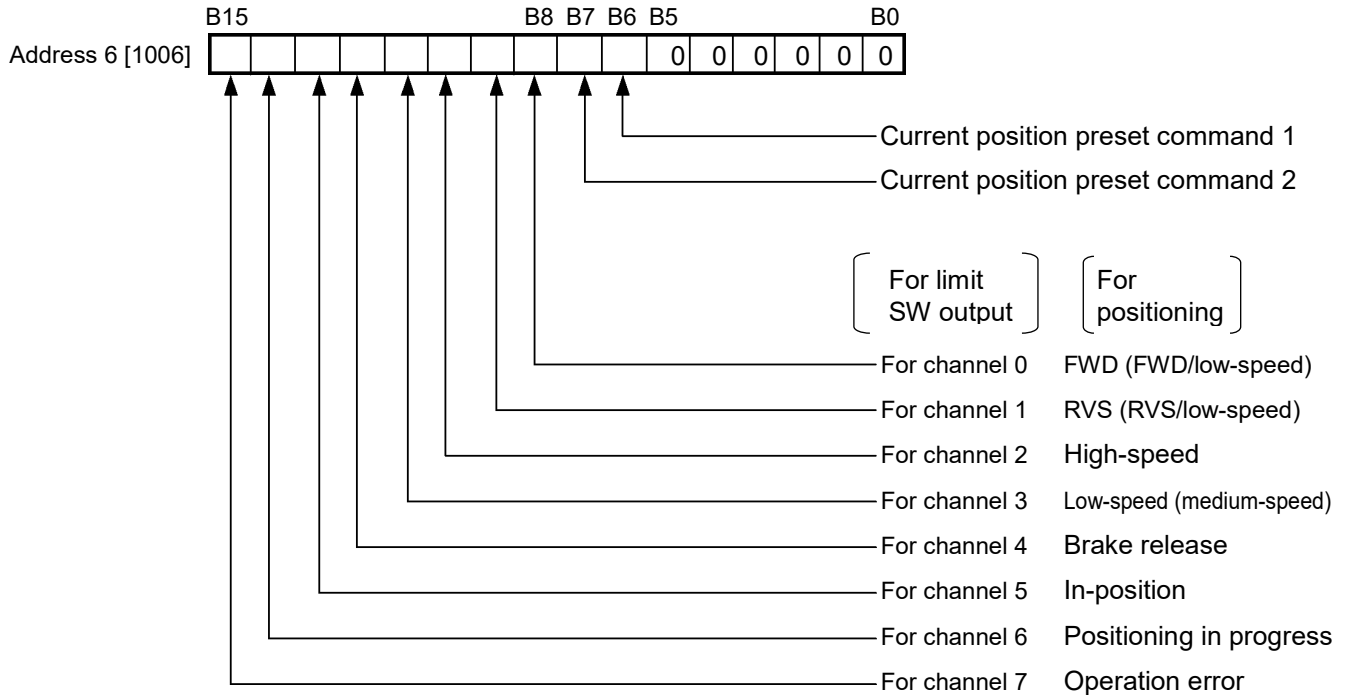 B15 B8 B7 B6 B5 B0
Address 6 [1006] 0 0 0 0 0 0
Current position preset command 1
Current position preset command 2
For limit
SW output
For
positioning
For channel 0 FWD (FWD/low-speed)
For channel 1 RVS (RVS/low-speed)
For channel 2 High-speed
For channel 3 Low-speed (medium-speed)
For channel 4 Brake release
For channel 5 In-position
For channel 6 Positioning in progress
For channel 7 Operation error